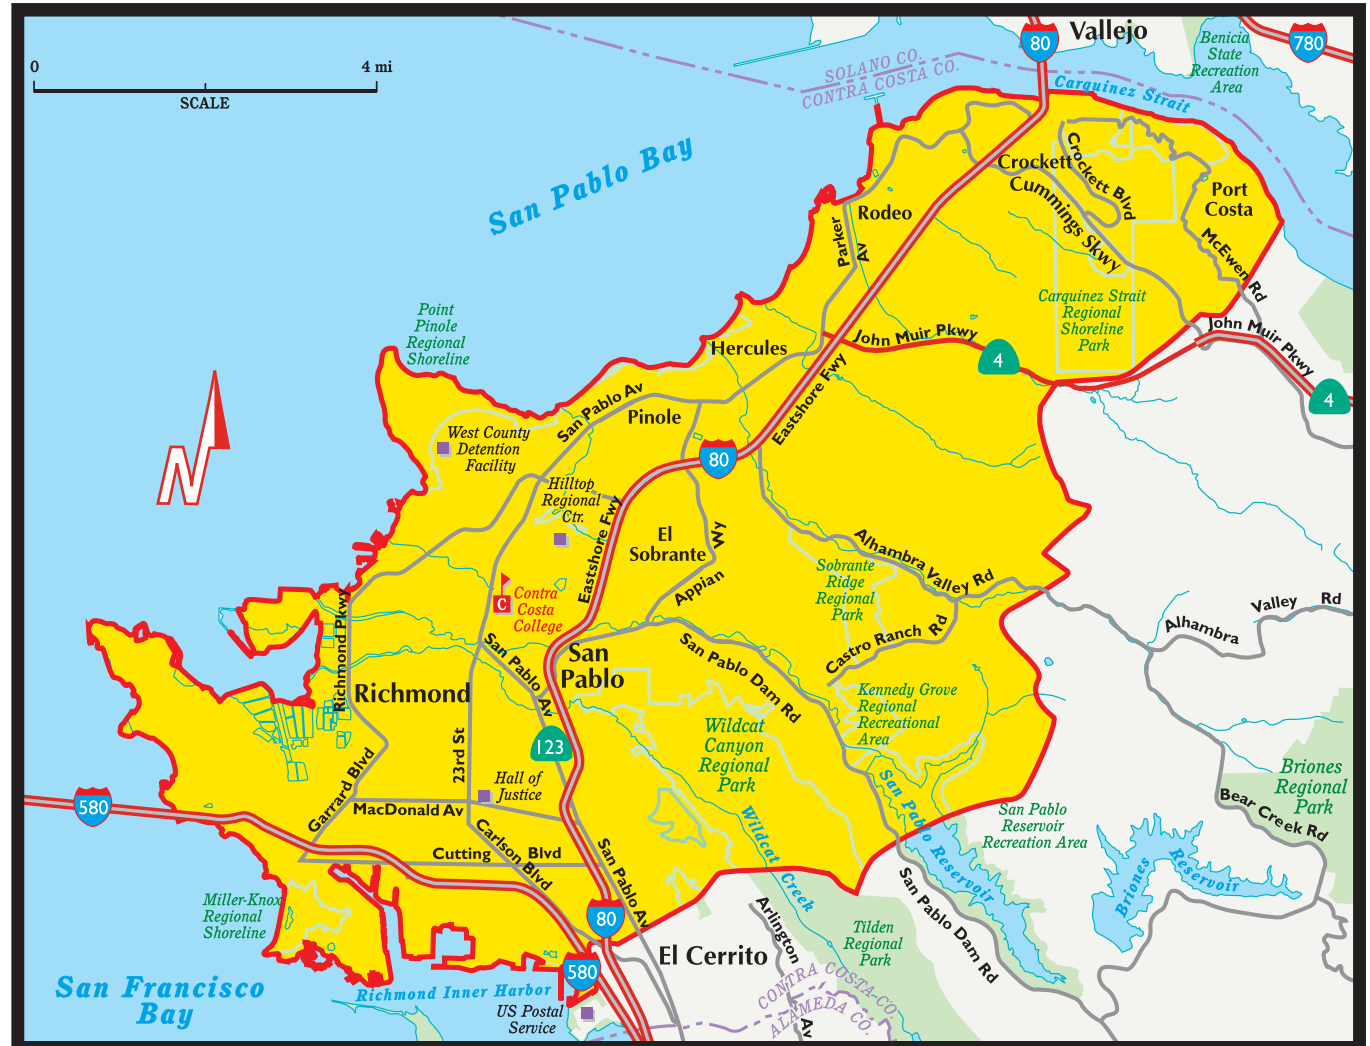 0
4 mi
SCALE
SOLANO CO.
CONTRA COSTA CO.
80
Vallejo
780
Benicia
State
Recreation
Area
Carquinez Strait
San Pablo Bay
Crockett
Crockett Blvd
Cummings Skwy
Port
Costa
McEwen Rd
Rodeo
Parker
Av
Carquinez Strait
Regional
Shoreline
Park
Point
Pinole
Regional
Shoreline
John Muir Pkwy
4
John Muir Pkwy
4
Hercules
Eastshore Fwy
San Pablo Av
Pinole
West County
Detention
Facility
80
Hilltop
Regional
Ctr.
Eastshore Fwy
El
Sobrante
Appian
Wy
N
Alhambra Valley Rd
Sobrante
Ridge
Regional
Park
Castro Ranch Rd
Alhambra
Valley
Rd
C
Contra
Costa
College
Richmond Pkwy
San Pablo Av
San
Pablo
San Pablo Dam Rd
Richmond
Kennedy Grove
Regional
Recreational
Area
Wildcat
Canyon
Regional
Park
23rd St
123
Hall of
Justice
Garrard Blvd
MacDonald Av
580
Cutting
Blvd
Carlson Blvd
San Pablo Av
Wildcat
Creek
San Pablo Reservoir
San Pablo
Reservoir
Recreation Area
Briones
Regional
Park
Bear Creek Rd
Briones
Reservoir
Miller-Knox
Regional
Shoreline
80
San Pablo Dam Rd
Arlington
Av
Tilden
Regional
Park
El Cerrito
580
CONTRA COSTA CO.
ALAMEDA CO.
San Francisco
Bay
Richmond Inner Harbor
US Postal
Service